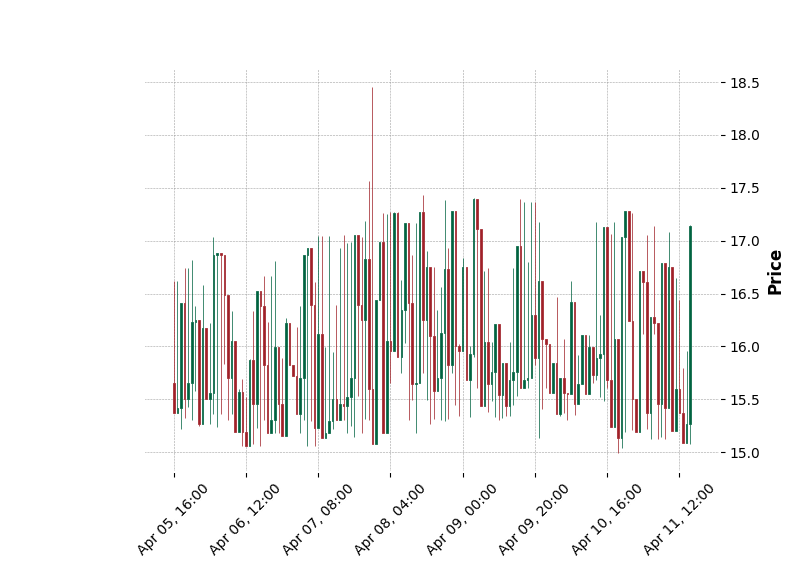 18.5
18.0
17.5
17.0
16.5
16.0
15.5
15.0
Price
Apr 05, 16:00
Apr 06, 12:00
Apr 07, 08:00
Apr 08, 04:00
Apr 09, 00:00
Apr 09, 20:00
Apr 10, 16:00
Apr 11, 12:00